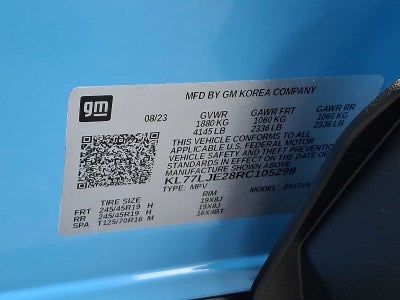 gm
MFD BY GM KOREA COMPANY
08/23 GVWR GAWR FRT GAWR RR
1880 KG 1060 KG 1060 KG
4145 LB 2336 LB 2336 LB
THIS VEHICLE CONFORMS TO ALL APPLICABLE U.S. FEDERAL MOTOR
VEHICLE SAFETY AND
STANDARDS IN EFFECT ON THE DATE OF
MANUFACTURE SHOWN ABOVE.
KL77LJE28RC105299
TYPE: MPV MODEL:
TIRE SIZE RIM
FRT 245/45R19 H 19X8J
RR 245/45R19 H 19X8J
SPA T125/70R16 M 16X4BT